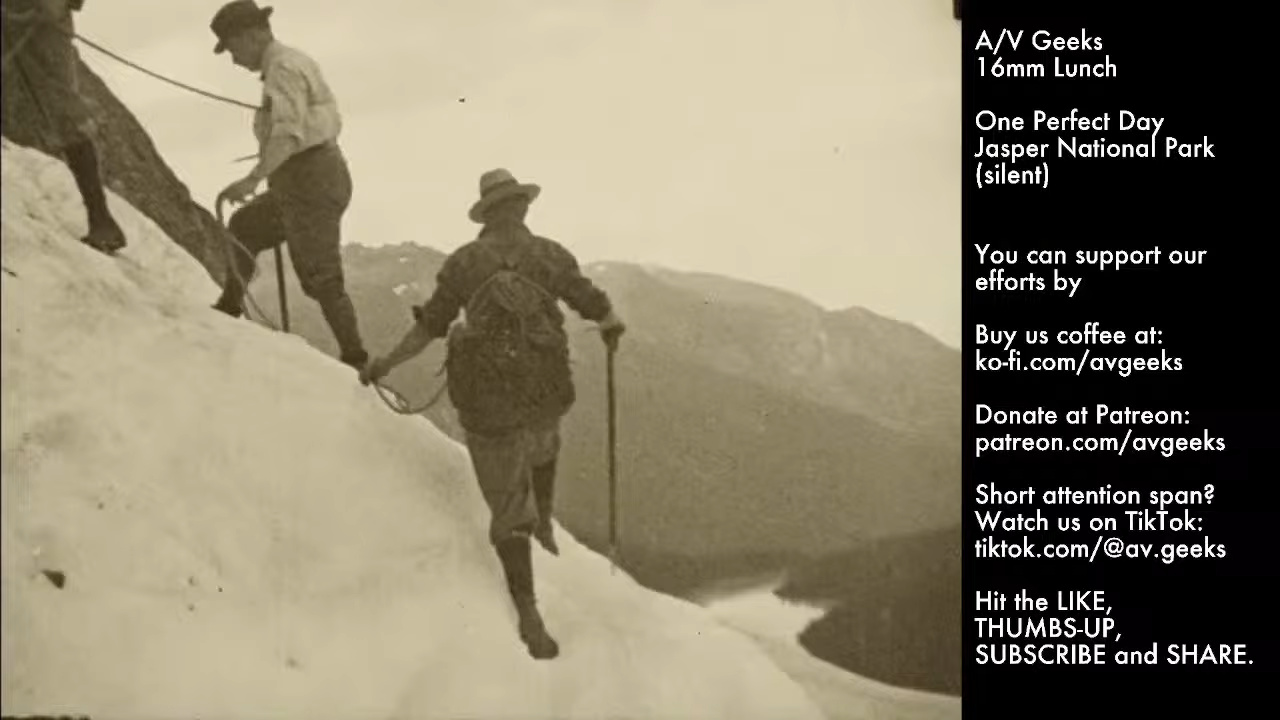 A/V Geeks
16mm Lunch
One Perfect Day
Jasper National Park
(silent)
You can support our
efforts by
Buy us coffee at:
ko-fi.com/avgeeks
Donate at Patreon:
patreon.com/avgeeks
Short attention span?
Watch us on TikTok:
tiktok.com/@av.geeks
Hit the LIKE,
THUMBS-UP,
SUBSCRIBE and SHARE.